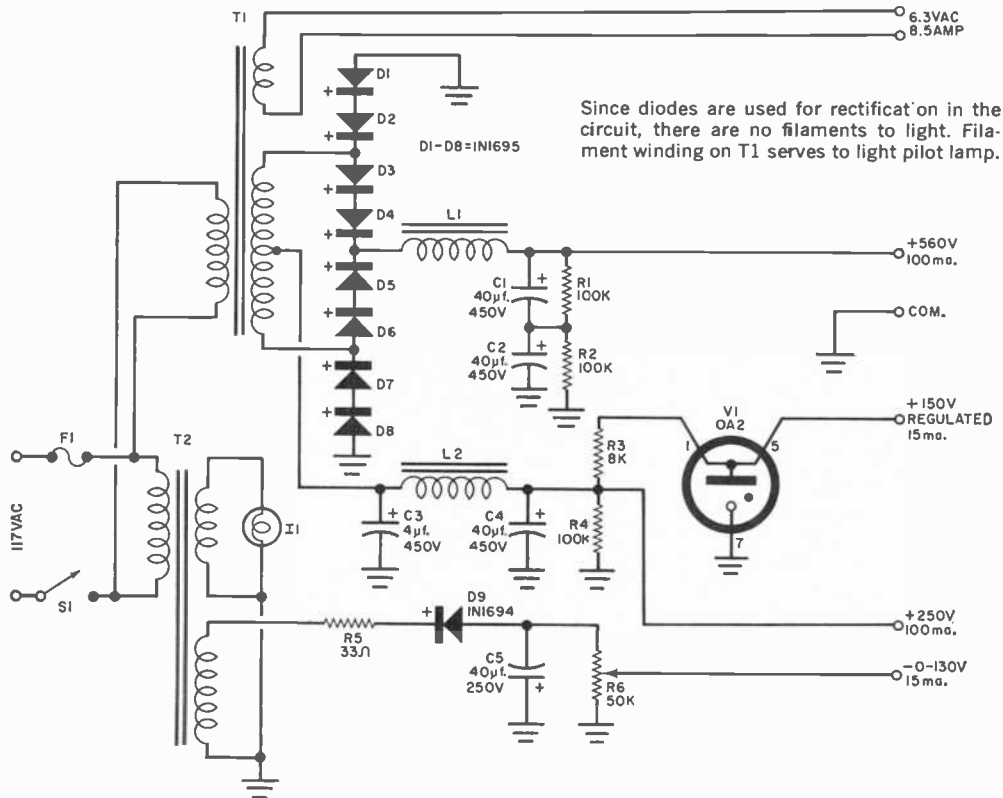 T1
6.3VAC
8.5AMP
D1
+
D2
+
D1-D8=1N1695
Since diodes are used for rectificat on in the
circuit, there are no filaments to light. Fila-
ment winding on T1 serves to light pilot lamp.
D3
+
D4
+
L1
+560V
100ma.
+
D5
D6
C1
40µf.
450V
+
R1
100K
C2
40µf.
450V
+
R2
100K
COM.
+
D7
D8
V1
OA2
1
5
7
+150V
REGULATED
15ma.
R3
8K
F1
T2
L2
117VAC
I1
S1
C3
4µf.
450V
+
C4
40µf.
450V
+
R4
100K
+250V
100ma.
D9
1N1694
+
R5
33Ω
C5
40µf.
250V
+
R6
50K
-0-130V
15ma.